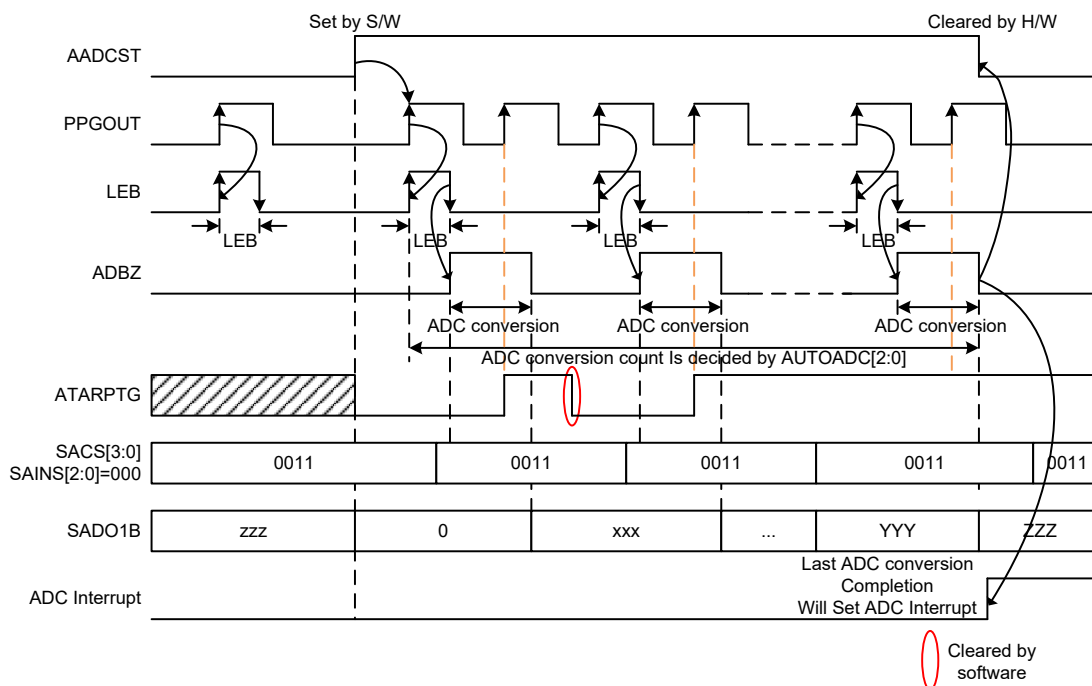 Set by S/W
Cleared by H/W
AADCST
PPGOUT
LEB
LEB
LEB
LEB
LEB
ADBZ
ADC conversion
ADC conversion
ADC conversion
ADC conversion count Is decided by AUTOADC[2:0]
ATARPTG
SACS[3:0]
SAINS[2:0]=000
0011
0011
0011
0011
0011
SADO1B
zzz
0
xxx
...
YYY
ZZZ
Last ADC conversion
Completion
Will Set ADC Interrupt
ADC Interrupt
Cleared by
software